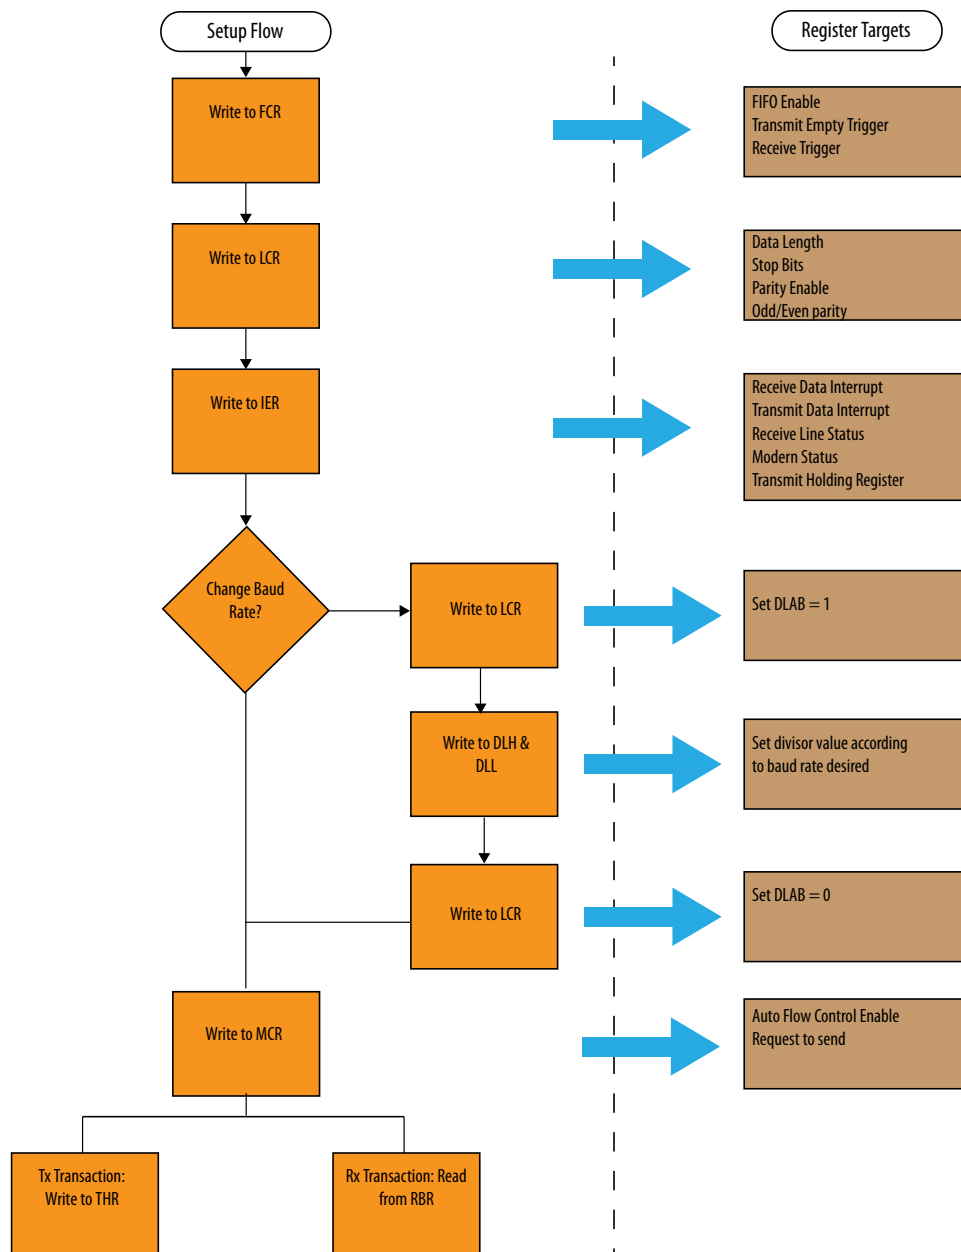 Setup Flow
Register Targets
Write to FCR
FIFO Enable
Transmit Empty Trigger
Receive Trigger
Write to LCR
Data Length
Stop Bits
Parity Enable
Odd/Even parity
Write to IER
Receive Data Interrupt
Transmit Data Interrupt
Receive Line Status
Modern Status
Transmit Holding Register
Change Baud
Rate?
Write to LCR
Set DLAB = 1
Write to DLH &
DLL
Set divisor value according
to baud rate desired
Write to LCR
Set DLAB = 0
Write to MCR
Auto Flow Control Enable
Request to send
Tx Transaction:
Write to THR
Rx Transaction: Read
from RBR